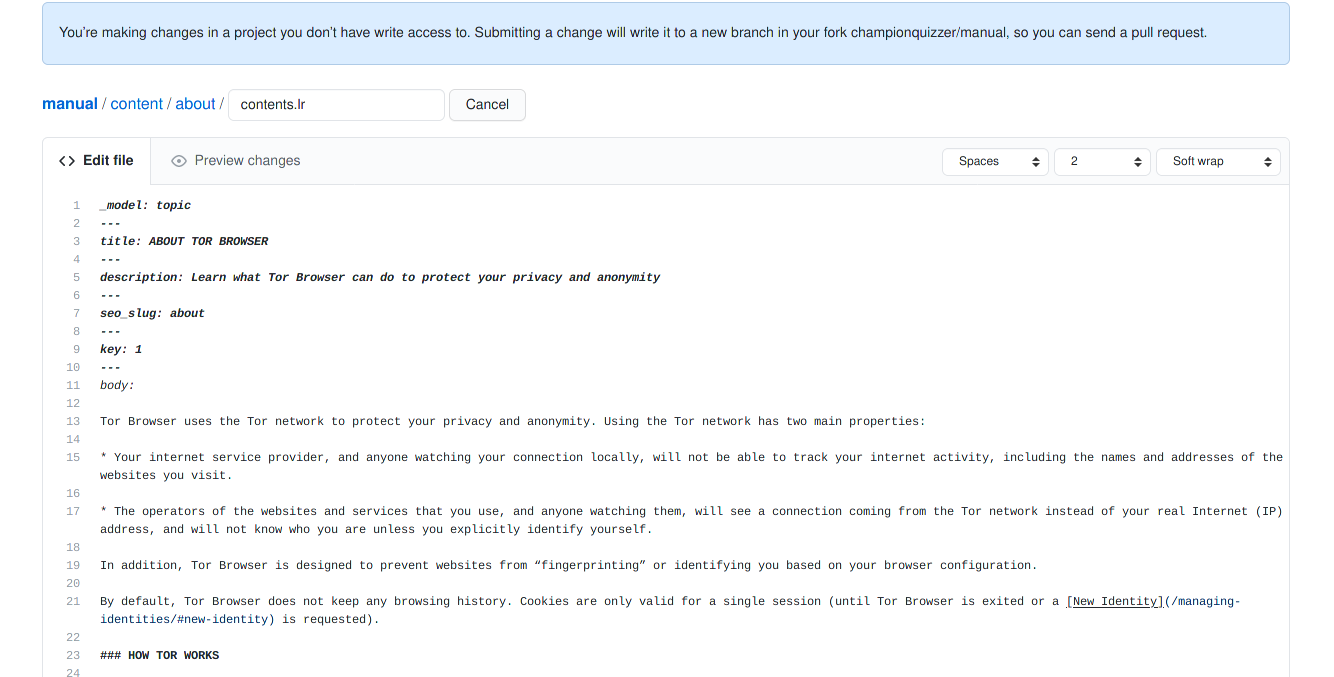 You're making changes in a project you don't have write access to. Submitting a change will write it to a new branch in your fork championquizzer/manual, so you can send a pull request.
manual / content / about / contents.lr Cancel
<> Edit file Preview changes Spaces 2 Soft wrap
1 _model: topic
2 ---
3 title: ABOUT TOR BROWSER
4 ---
5 description: Learn what Tor Browser can do to protect your privacy and anonymity
6 ---
7 seo_slug: about
8 ---
9 key: 1
10 ---
11 body:
12
13 Tor Browser uses the Tor network to protect your privacy and anonymity. Using the Tor network has two main properties:
14
15 * Your internet service provider, and anyone watching your connection locally, will not be able to track your internet activity, including the names and addresses of the
websites you visit.
16
17 * The operators of the websites and services that you use, and anyone watching them, will see a connection coming from the Tor network instead of your real Internet (IP)
address, and will not know who you are unless you explicitly identify yourself.
18
19 In addition, Tor Browser is designed to prevent websites from “fingerprinting” or identifying you based on your browser configuration.
20
21 By default, Tor Browser does not keep any browsing history. Cookies are only valid for a single session (until Tor Browser is exited or a [New Identity](/managing-
identities/#new-identity) is requested).
22
23 ### HOW TOR WORKS
24